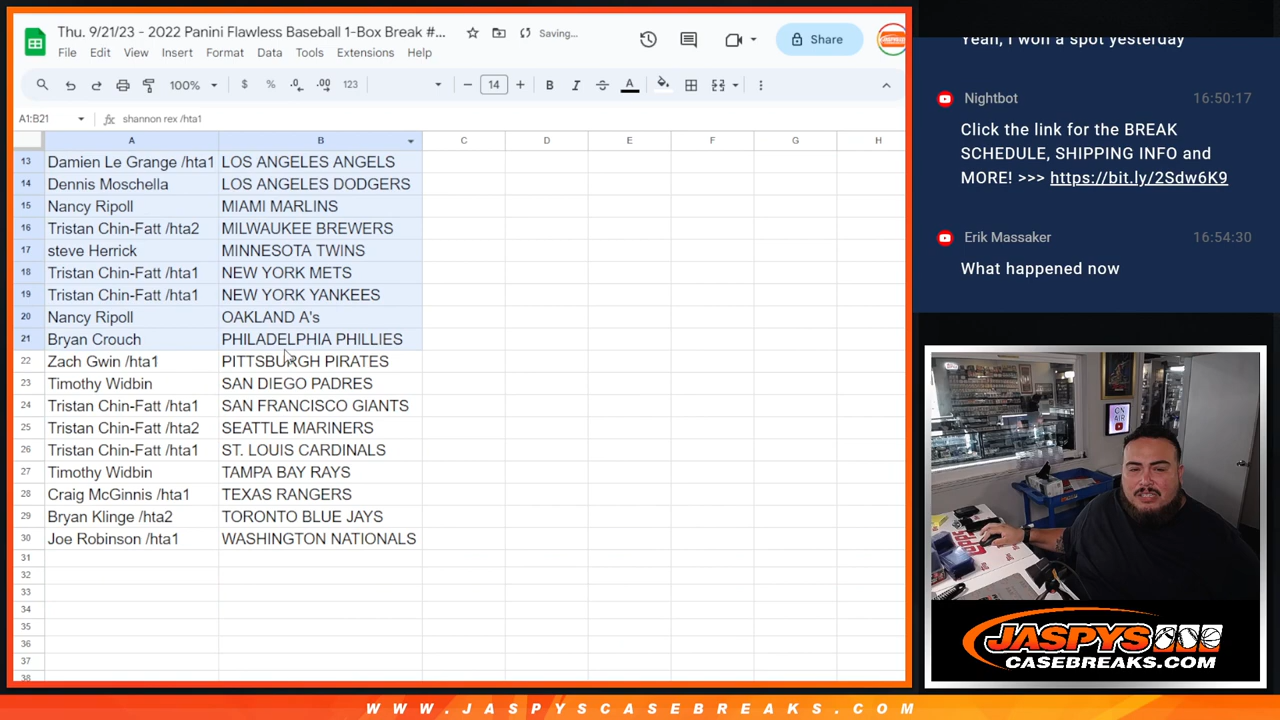 Thu. 9/21/23 - 2022 Panini Flawless Baseball 1-Box Break #...
Saving...
File Edit View Insert Format Data Tools Extensions Help
Share
100%
$ % .0 .00 123
14
B I A
A1:B21
fx shannon rex /hta1
A B C D E F G H
13 Damien Le Grange /hta1 LOS ANGELES ANGELS
14 Dennis Moschella LOS ANGELES DODGERS
15 Nancy Ripoll MIAMI MARLINS
16 Tristan Chin-Fatt /hta2 MILWAUKEE BREWERS
17 steve Herrick MINNESOTA TWINS
18 Tristan Chin-Fatt /hta1 NEW YORK METS
19 Tristan Chin-Fatt /hta1 NEW YORK YANKEES
20 Nancy Ripoll OAKLAND A's
21 Bryan Crouch PHILADELPHIA PHILLIES
22 Zach Gwin /hta1 PITTSBURGH PIRATES
23 Timothy Widbin SAN DIEGO PADRES
24 Tristan Chin-Fatt /hta1 SAN FRANCISCO GIANTS
25 Tristan Chin-Fatt /hta2 SEATTLE MARINERS
26 Tristan Chin-Fatt /hta1 ST. LOUIS CARDINALS
27 Timothy Widbin TAMPA BAY RAYS
28 Craig McGinnis /hta1 TEXAS RANGERS
29 Bryan Klinge /hta2 TORONTO BLUE JAYS
30 Joe Robinson /hta1 WASHINGTON NATIONALS
31
32
33
34
35
36
37
38
Yeah, I won a spot yesterday
Nightbot 16:50:17
Click the link for the BREAK
SCHEDULE, SHIPPING INFO and
MORE! >>> https://bit.ly/2Sdw6K9
Erik Massaker 16:54:30
What happened now
ON
AIR
JASPYS
CASEBREAKS.COM
WWW.JASPYSCASEBREAKS.COM